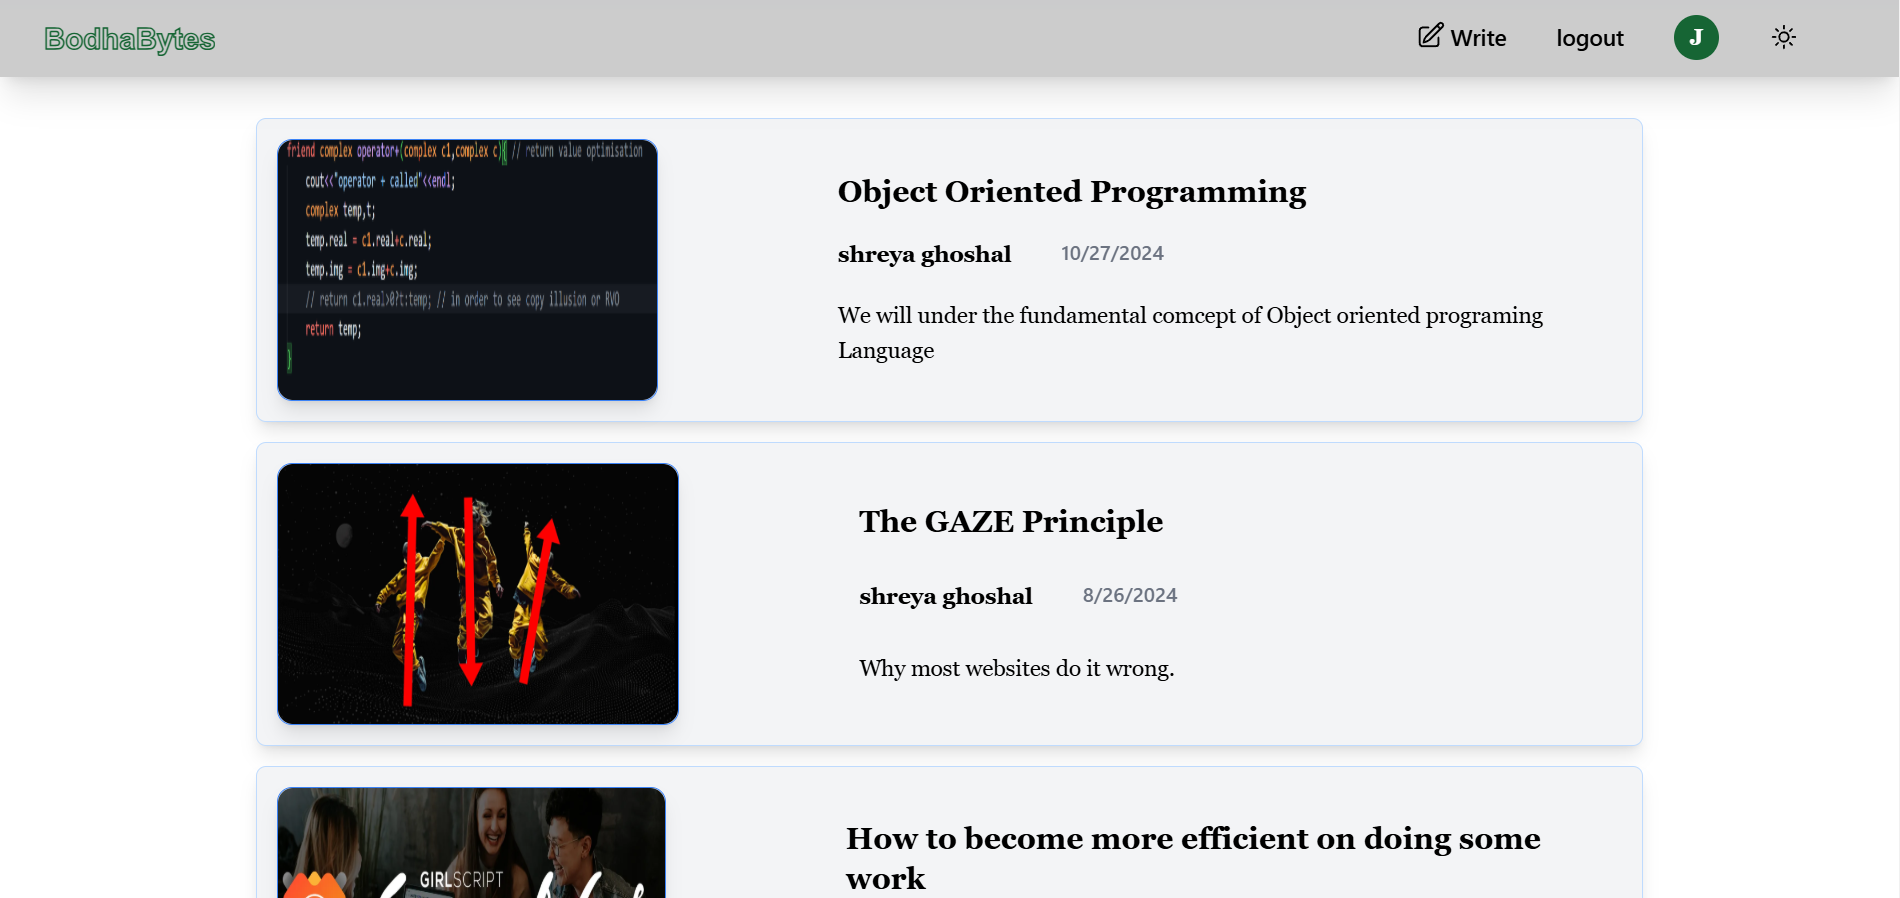 BodhaBytes
Write
logout
J
friend complex operator+(complex c1,complex c){ // return value optimisation
cout<<"operator + called"<<endl;
complex temp,t;
temp.real = c1.real+c.real;
temp.img = c1.img+c.img;
// return c1.real>0?t:temp; // in order to see copy illusion or RVO
return temp;
}
Object Oriented Programming
shreya ghoshal
10/27/2024
We will under the fundamental comcept of Object oriented programing
Language
The GAZE Principle
shreya ghoshal
8/26/2024
Why most websites do it wrong.
GIRLSCRIPT
How to become more efficient on doing some
work